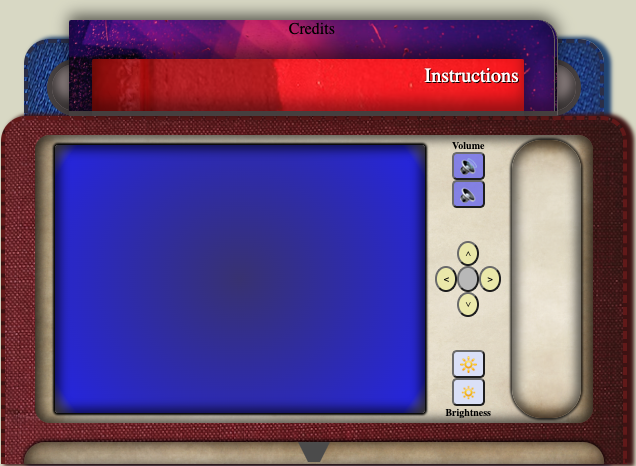 Credits
Instructions
Volume
^
< >
v
Brightness